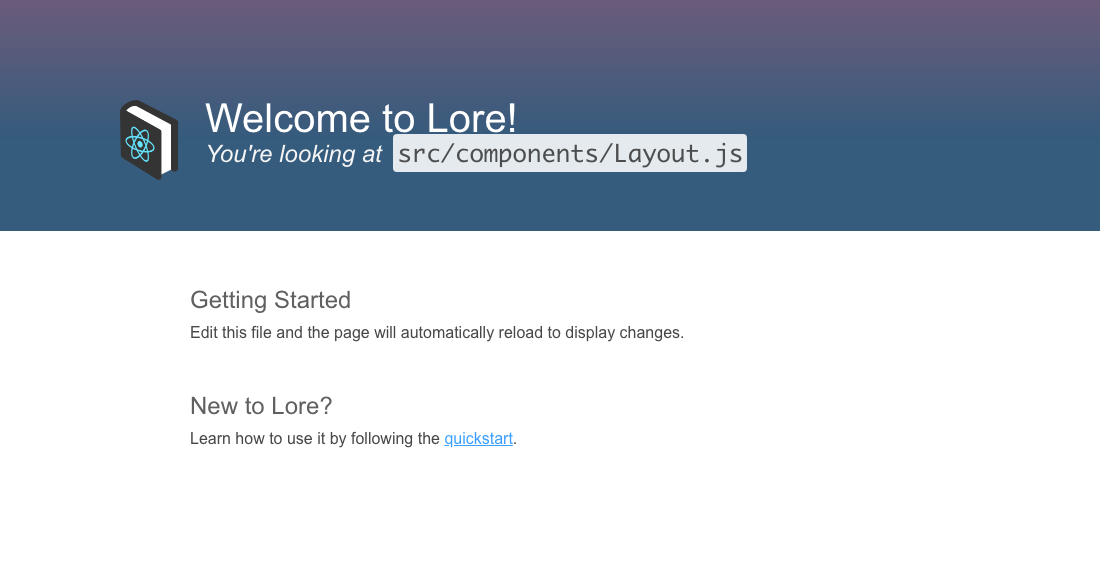 Welcome to Lore!
You're looking at src/components/Layout.js
Getting Started
Edit this file and the page will automatically reload to display changes.
New to Lore?
Learn how to use it by following the quickstart.